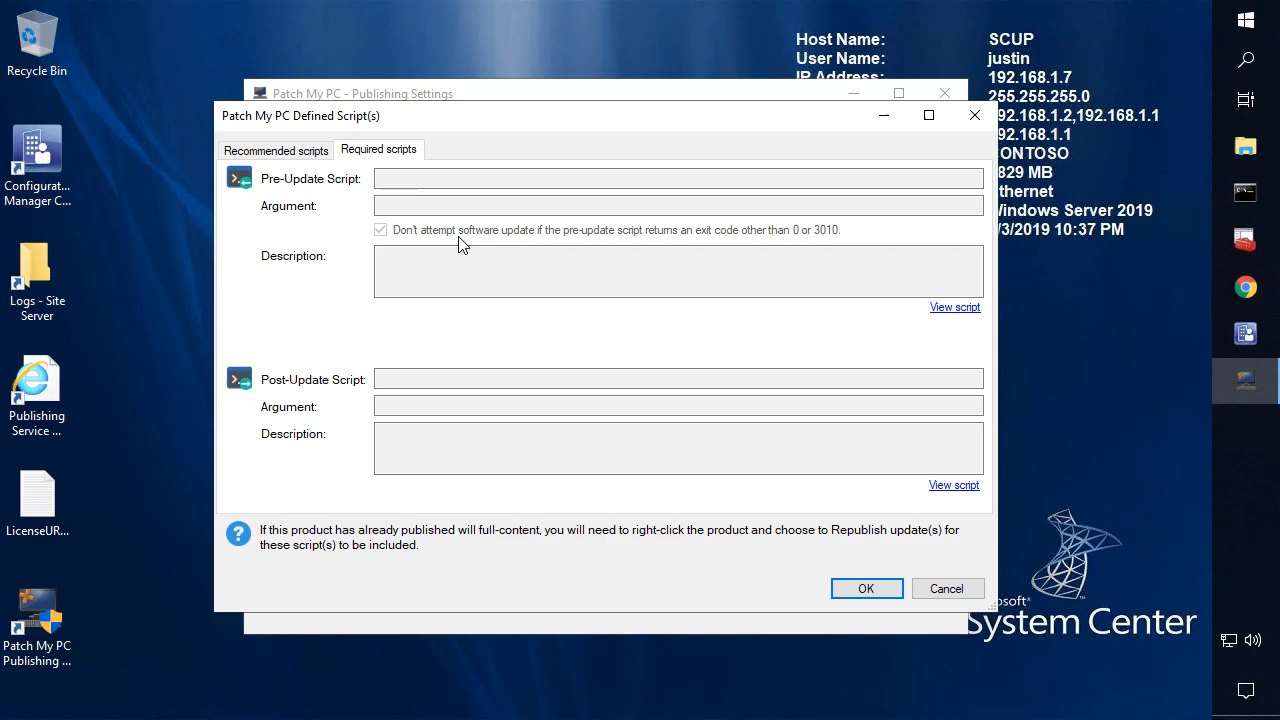 Recycle Bin
Configurat...
Manager C...
Logs - Site
Server
Publishing
Service ...
LicenseUR...
Patch My PC
Publishing ...
Host Name: SCUP
User Name: justin
IP Address: 192.168.1.7
255.255.255.0
92.168.1.2,192.168.1.1
92.168.1.1
ONTOSO
829 MB
thernet
Windows Server 2019
/3/2019 10:37 PM
Patch My PC - Publishing Settings
Patch My PC Defined Script(s)
Recommended scripts Required scripts
Pre-Update Script:
Argument:
Don't attempt software update if the pre-update script returns an exit code other than 0 or 3010.
Description:
View script
Post-Update Script:
Argument:
Description:
View script
If this product has already published will full-content, you will need to right-click the product and choose to Republish update(s) for
these script(s) to be included.
OK Cancel
osoft®
System Center